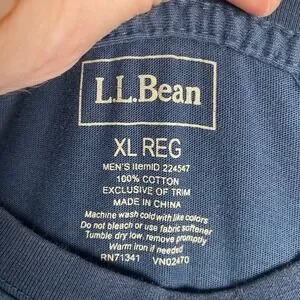 L.L.Bean
XL REG
MEN'S ItemID 224547
100% COTTON
EXCLUSIVE OF TRIM
MADE IN CHINA
Machine wash cold with like colors
Do not bleach or use fabric softener
Tumble dry low, remove promptly
Warm iron if needed
RN71341 VN02470